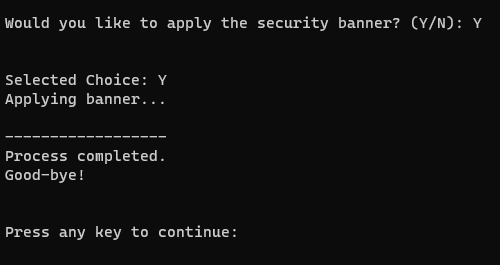 Would you like to apply the security banner? (Y/N): Y
Selected Choice: Y
Applying banner...
------------------
Process completed.
Good-bye!
Press any key to continue: